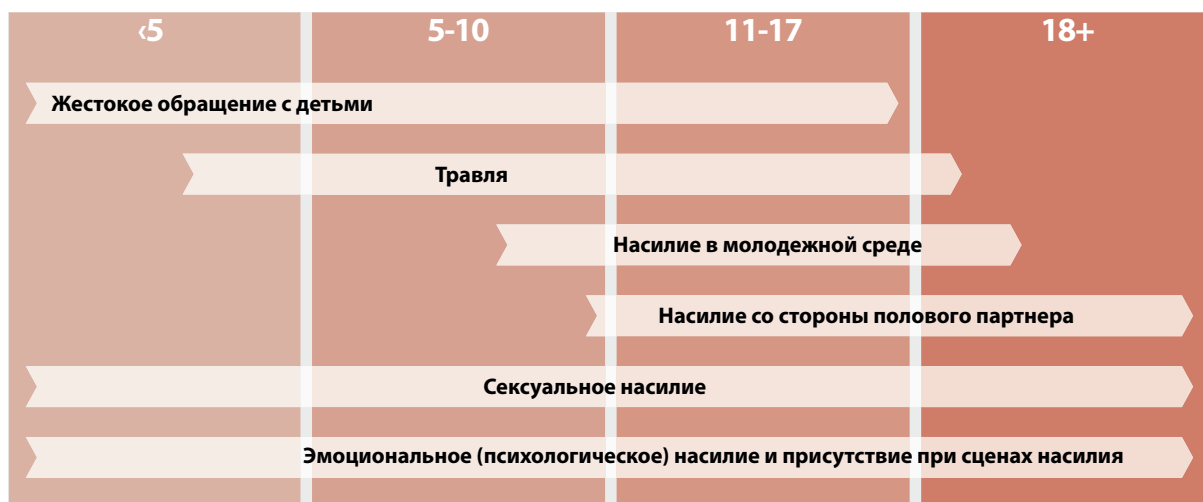 ‹5
5-10
11-17
18+
Жестокое обращение с детьми
Травля
Насилие в молодежной среде
Насилие со стороны полового партнера
Сексуальное насилие
Эмоциональное (психологическое) насилие и присутствие при сценах насилия